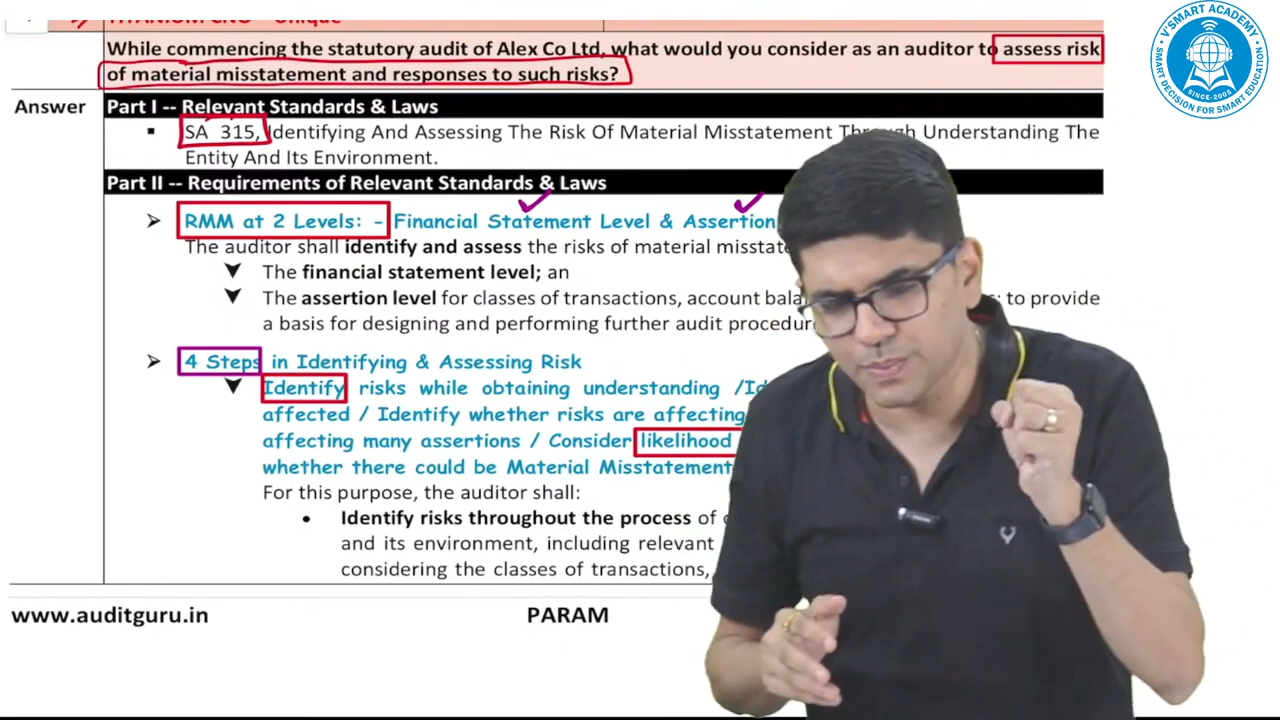 TITANIUM CNO - Unique
While commencing the statutory audit of Alex Co Ltd, what would you consider as an auditor to assess risk
of material misstatement and responses to such risks?
Answer
Part I -- Relevant Standards & Laws
▪ SA 315, Identifying And Assessing The Risk Of Material Misstatement Through Understanding The
Entity And Its Environment.
Part II -- Requirements of Relevant Standards & Laws
➢ RMM at 2 Levels: - Financial Statement Level & Assertion
The auditor shall identify and assess the risks of material
▼ The financial statement level; an
▼ The assertion level for classes of transactions, account to provide
a basis for designing and performing further audit
➢ 4 Steps in Identifying & Assessing Risk
▼ Identify risks while obtaining understanding /
affected / Identify whether risks are affecting
affecting many assertions / Consider likelihood
whether there could be Material Misstatement
For this purpose, the auditor shall:
• Identify risks throughout the process of
and its environment, including relevant
considering the classes of transactions,
www.auditguru.in
PARAM
V'SMART ACADEMY
SMART DECISION FOR SMART EDUCATION
SINCE-2005